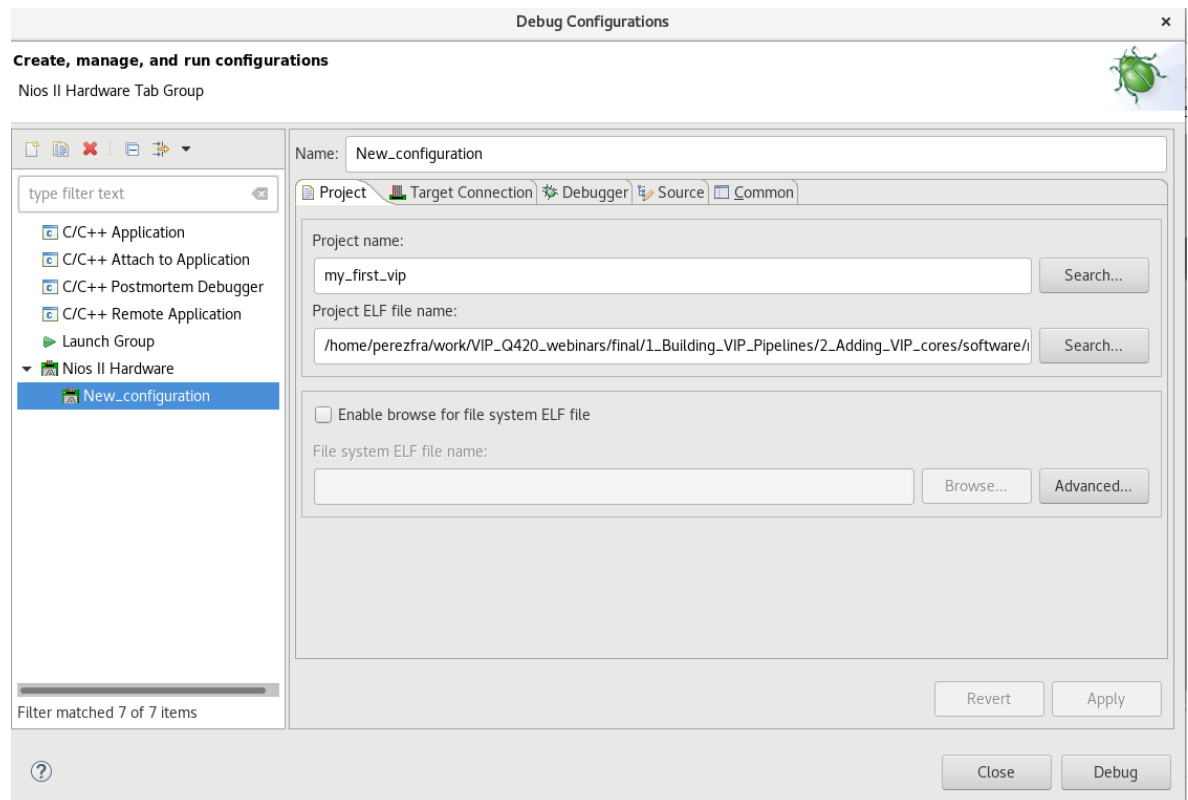 Debug Configurations
Create, manage, and run configurations
Nios II Hardware Tab Group
type filter text
C/C++ Application
C/C++ Attach to Application
C/C++ Postmortem Debugger
C/C++ Remote Application
Launch Group
Nios II Hardware
New_configuration
Filter matched 7 of 7 items
Name: New_configuration
Project Target Connection Debugger Source Common
Project name:
my_first_vip Search...
Project ELF file name:
/home/perezfra/work/VIP_Q420_webinars/final/1_Building_VIP_Pipelines/2_Adding_VIP_cores/software/ Search...
Enable browse for file system ELF file
File system ELF file name:
Browse... Advanced...
Revert Apply
Close Debug